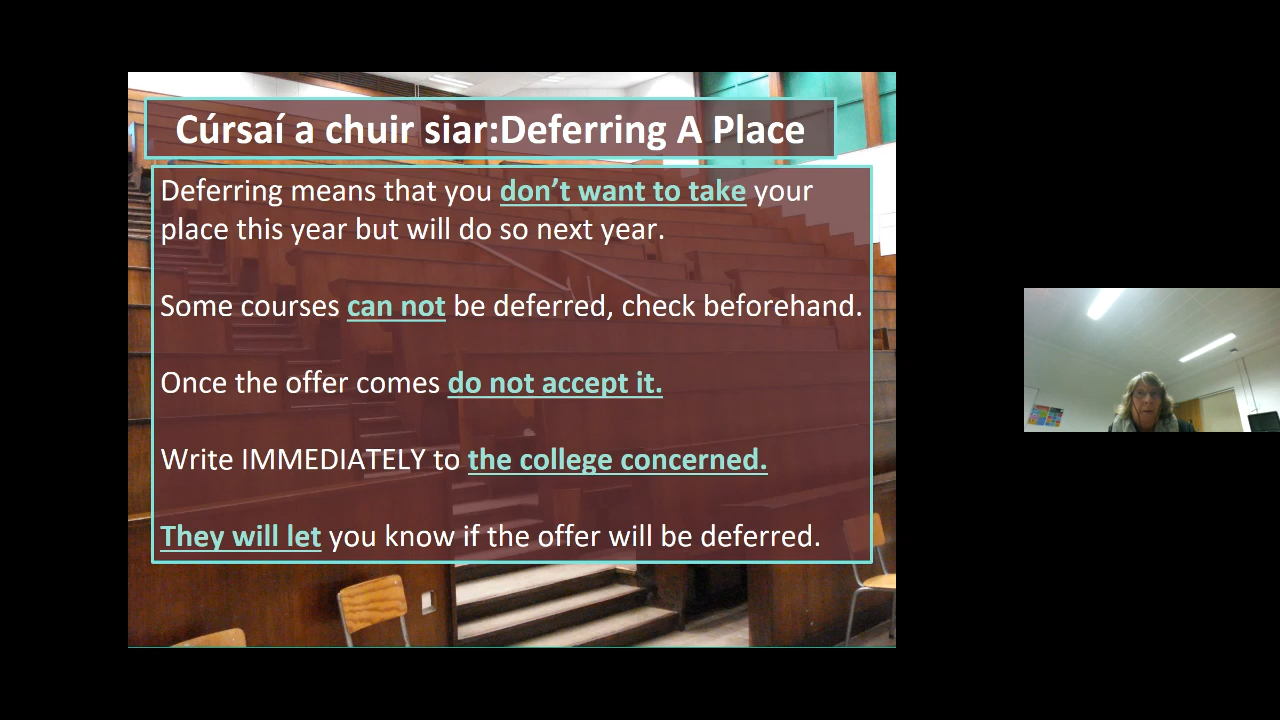 Cúrsaí a chuir siar:Deferring A Place
Deferring means that you don’t want to take your
place this year but will do so next year.
Some courses can not be deferred, check beforehand.
Once the offer comes do not accept it.
Write IMMEDIATELY to the college concerned.
They will let you know if the offer will be deferred.